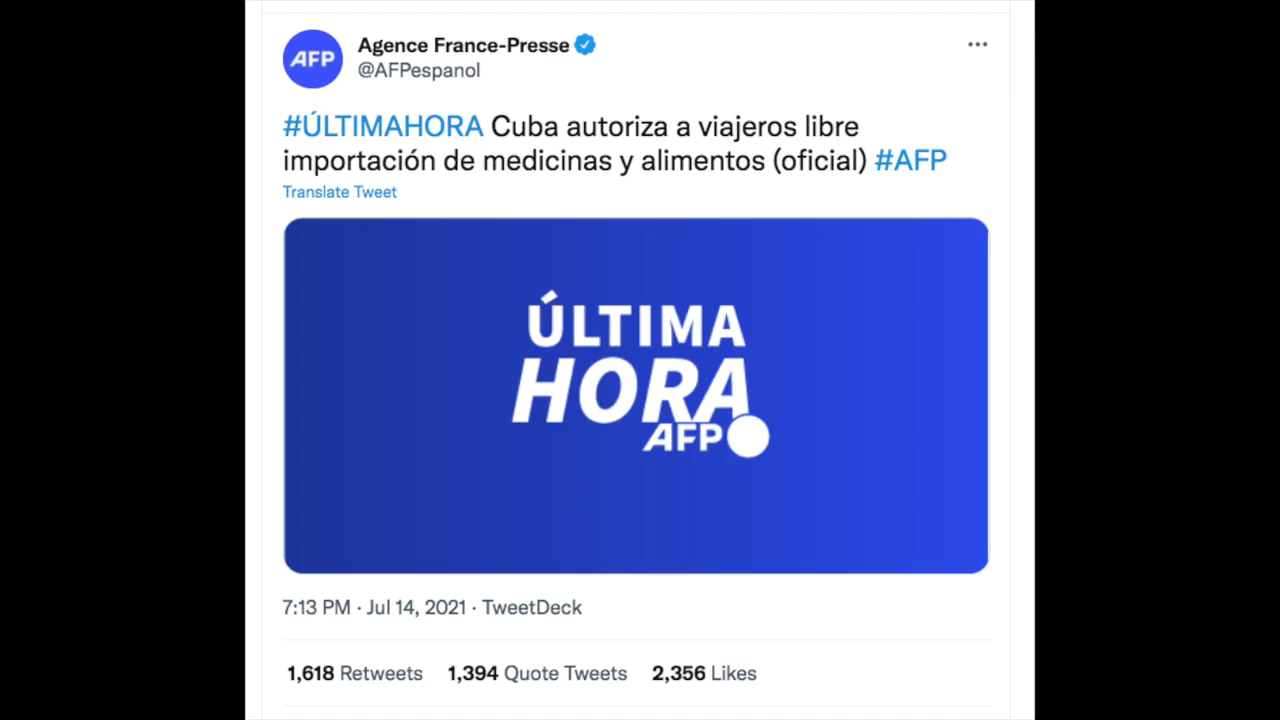 AFP
Agence France-Presse
@AFPespanol
#ÚLTIMAHORA Cuba autoriza a viajeros libre
importación de medicinas y alimentos (oficial) #AFP
Translate Tweet
ÚLTIMA
HORA
AFP
7:13 PM · Jul 14, 2021 · TweetDeck
1,618 Retweets 1,394 Quote Tweets 2,356 Likes